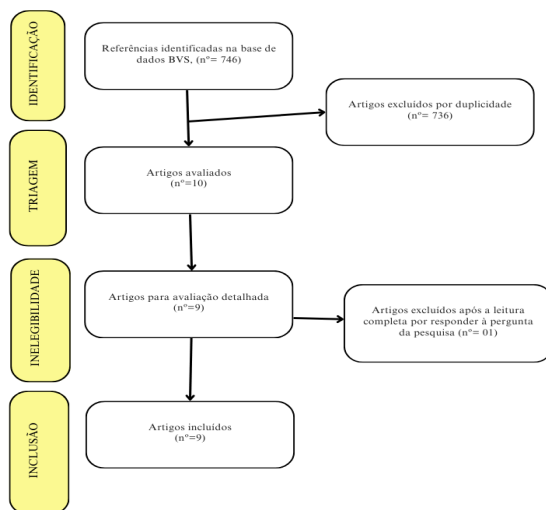 IDENTIFICAÇÃO
Referências identificadas na base de
dados BVS, (nº= 746)
Artigos excluídos por duplicidade
(nº= 736)
TRIAGEM
Artigos avaliados
(nº=10)
INELEGIBILIDADE
Artigos para avaliação detalhada
(nº=9)
Artigos excluídos após a leitura
completa por responder à pergunta
da pesquisa (nº= 01)
INCLUSÃO
Artigos incluídos
(nº=9)